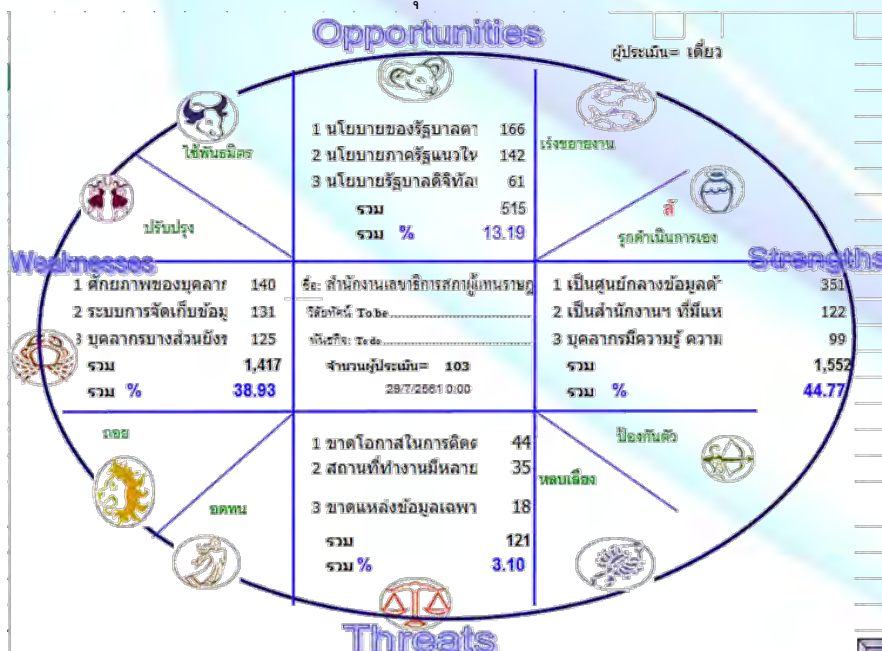 Opportunities
ผู้ประเมิน= เดี่ยว
1 นโยบายของรัฐบาลตา 166
2 นโยบายภาครัฐแนวให 142
3 นโยบายรัฐบาลดิจิทัล 61
รวม 515
รวม % 13.19
ใช้พันธมิตร
ปรับปรุง
เร่งขยายงาน
สี้
รุกดำเนินการเอง
Weaknesses
1 ศักยภาพของบุคลาก 140
2 ระบบการจัดเก็บข้อมู 131
3 บุคลากรบางส่วนยังข 125
รวม 1,417
รวม % 38.93
ชื่อ: สำนักงานเลขาธิการสภาผู้แทนราษฎ
วิสัยทัศน์ To be
พันธกิจ: To do
จำนวนผู้ประเมิน= 103
29/7/2561 0:00
Strengths
1 เป็นศูนย์กลางข้อมูลด้ 351
2 เป็นสำนักงานฯ ที่มีแห 122
3 บุคลากรมีความรู้ ความ 99
รวม 1,552
รวม % 44.77
ถอย
อดทน
1 ขาดโอกาสในการติดต 44
2 สถานที่ทำงานมีหลาย 35
3 ขาดแหล่งข้อมูลเฉพา 18
รวม 121
รวม % 3.10
ป้องกันตัว
หลบเลี่ยง
Threats